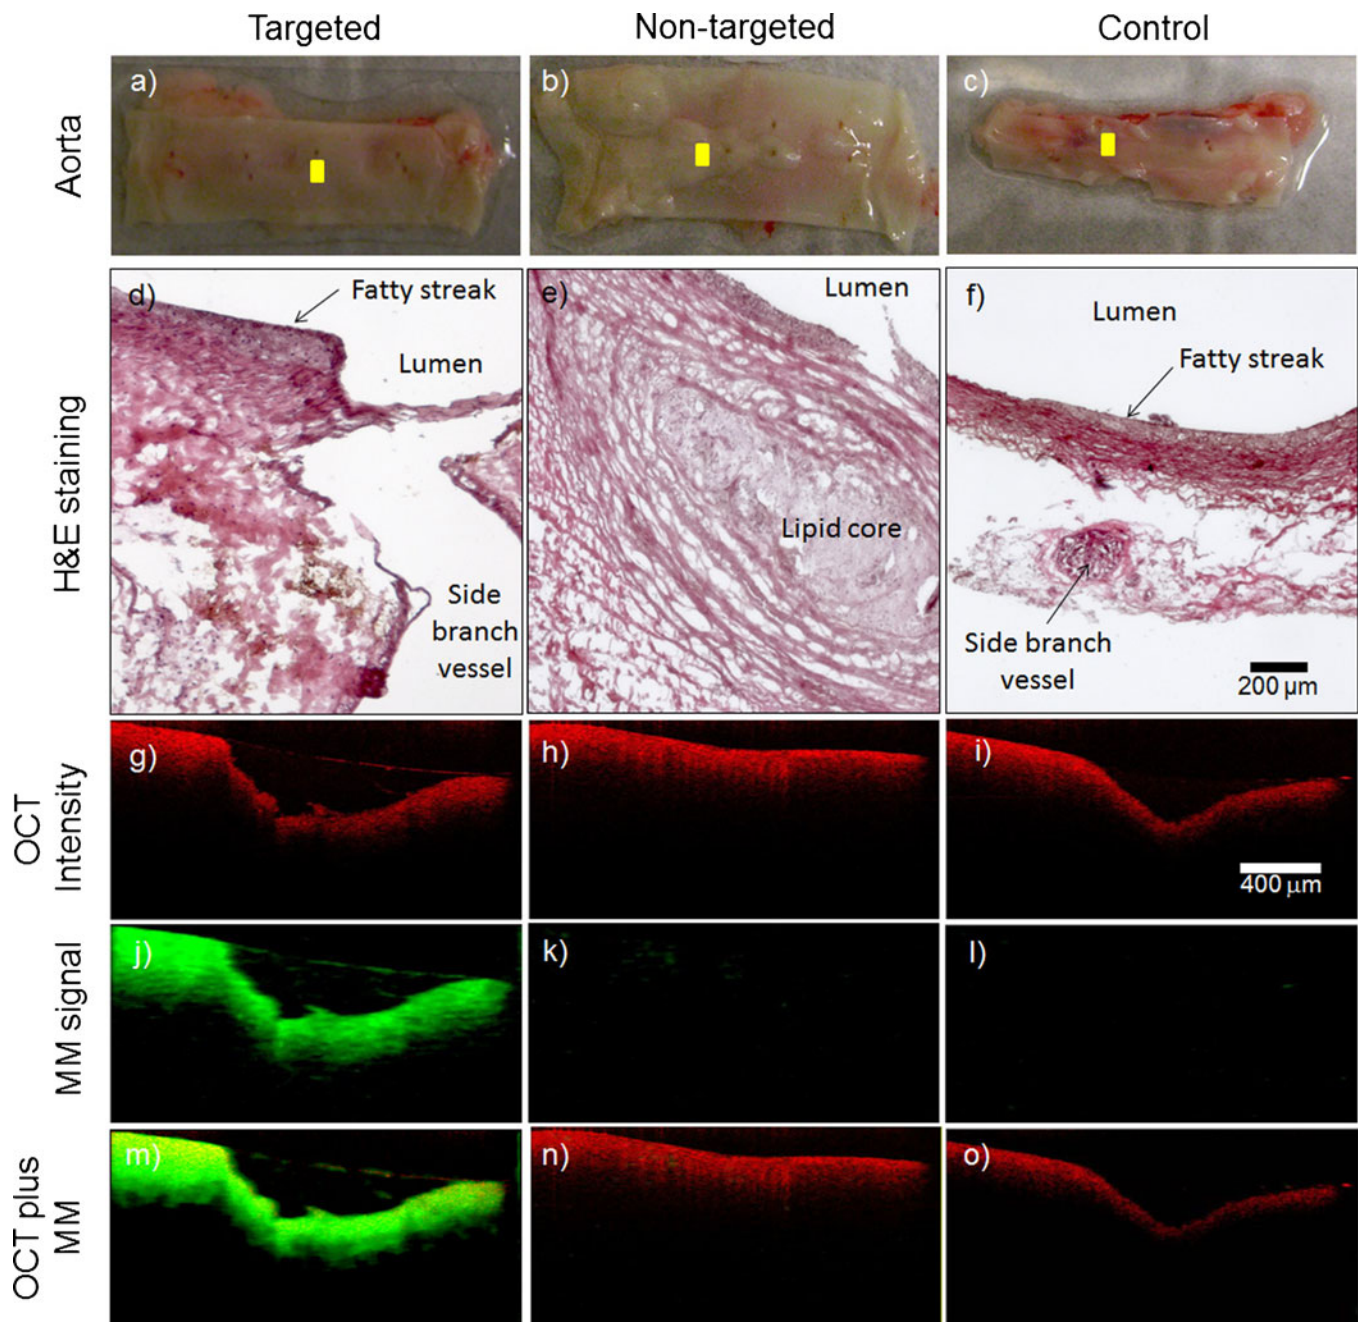 Targeted
Non-targeted
Control
Aorta
a)
b)
c)
H&E staining
d)
Fatty streak
Lumen
Side
branch
vessel
e)
Lumen
Lipid core
f)
Lumen
Fatty streak
Side branch
vessel
200 µm
OCT
Intensity
g)
h)
i)
400 µm
MM signal
j)
k)
l)
OCT plus
MM
m)
n)
o)